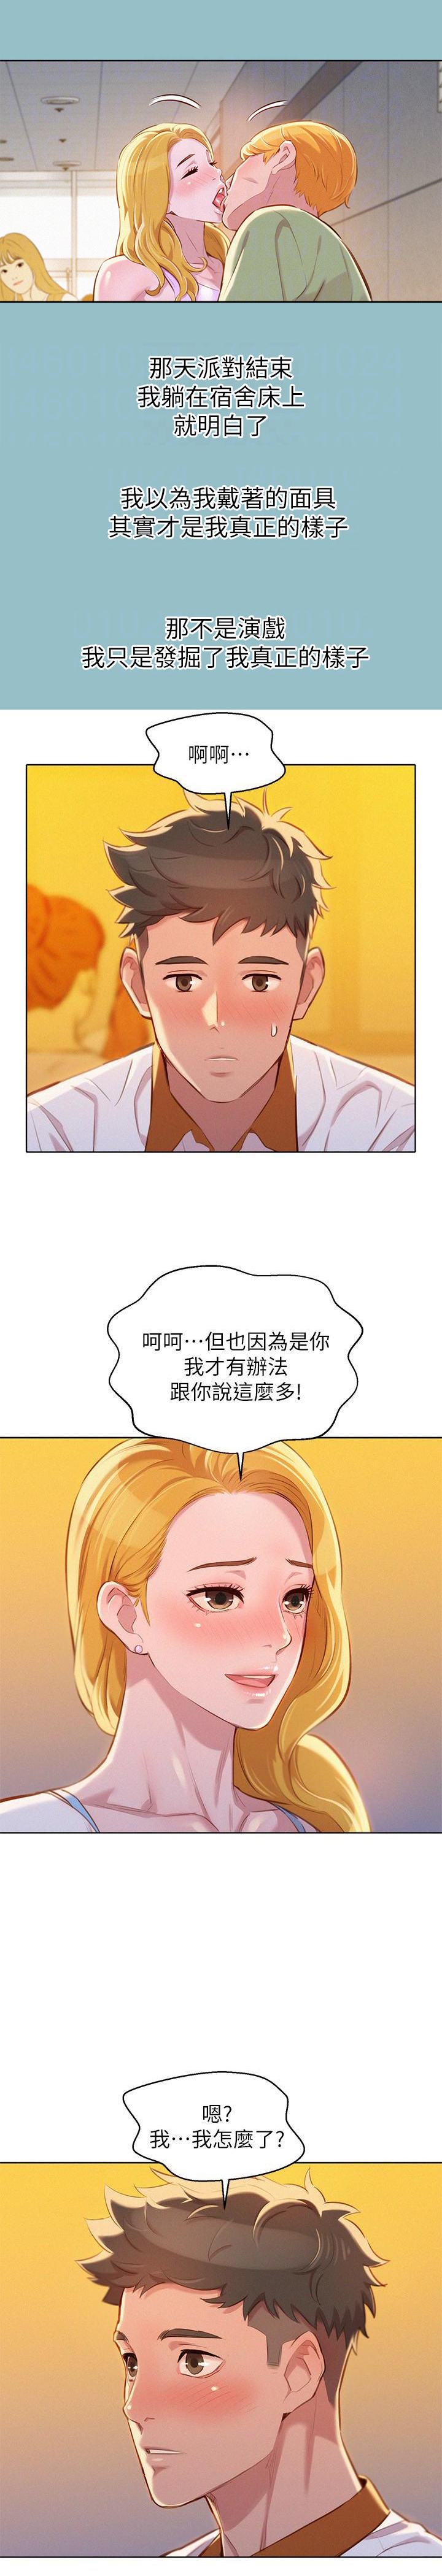 那天派對結束
我躺在宿舍床上
就明白了
我以為我戴著的面具
其實才是我真正的樣子
那不是演戲
我只是發掘了我真正的樣子
啊啊⋯
呵呵⋯但也因為是你
我才有辦法
跟你說這麼多!
嗯?
我⋯我怎麼了?